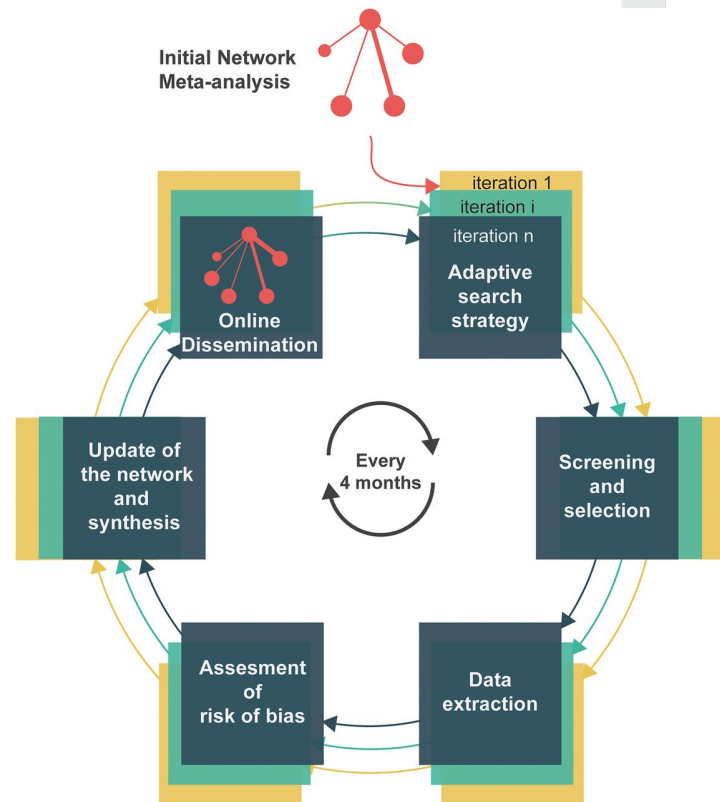 Initial Network
Meta-analysis
iteration 1
iteration i
iteration n
Adaptive
search
strategy
Screening
and
selection
Data
extraction
Assesment
of
risk of bias
Update of
the network
and
synthesis
Online
Dissemination
Every
4 months